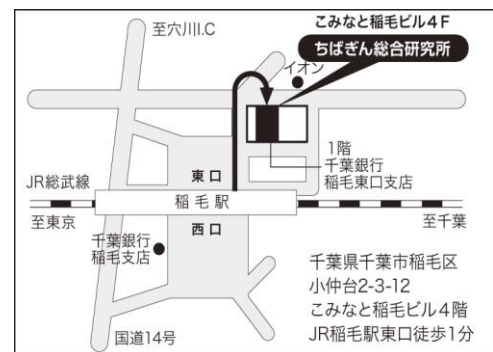 こみなと稲毛ビル4F
ちばぎん総合研究所
至穴川I.C
イオン
1階
千葉銀行
稲毛東口支店
東口
JR総武線
稲毛駅
至東京
至千葉
西口
千葉銀行
稲毛支店
国道14号
千葉県千葉市稲毛区
小仲台2-3-12
こみなと稲毛ビル4階
JR稲毛駅東口徒歩1分